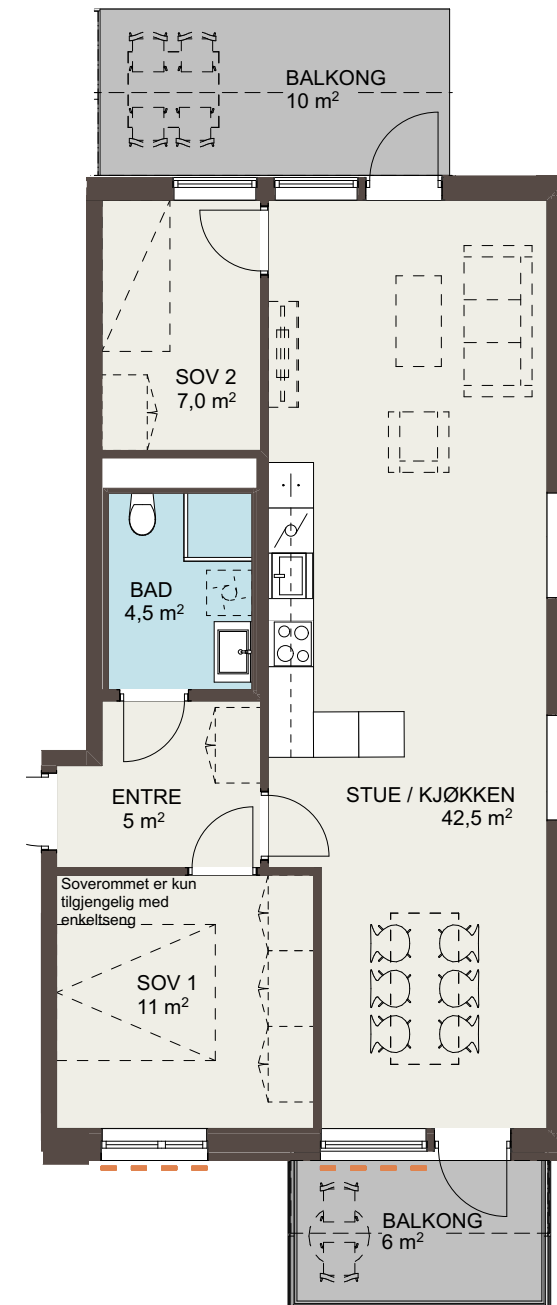 BALKONG
10 m²
SOV 2
7,0 m²
BAD
4,5 m²
ENTRE
5 m²
STUE / KJØKKEN
42,5 m²
Soverommet er kun
tilgjengelig med
enkeltseng
SOV 1
11 m²
BALKONG
6 m²